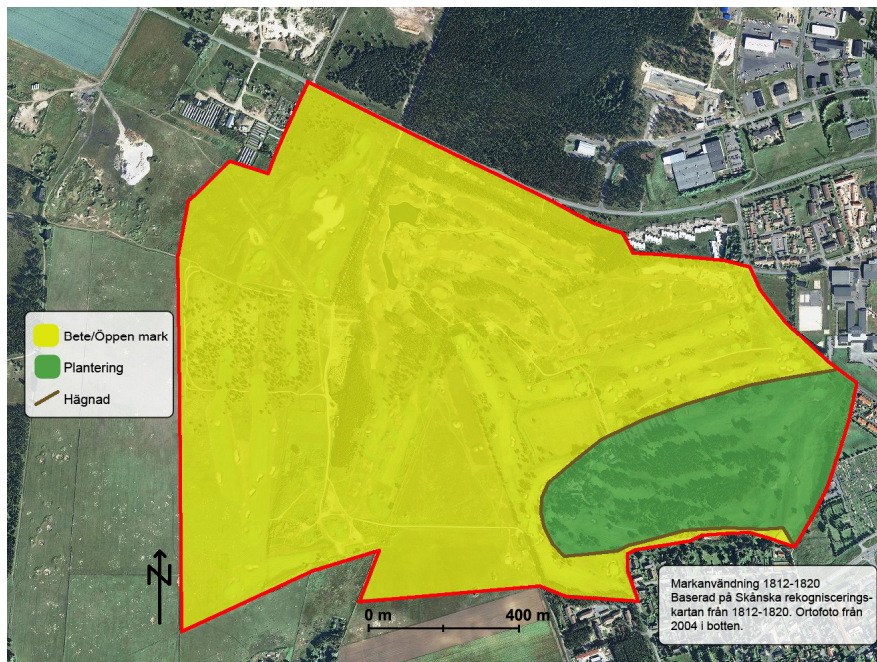 Bete/Öppen mark
Plantering
Hägnad
N
0 m
400 m
Markanvändning 1812-1820
Baserad på Skånska rekogniscerings-
kartan från 1812-1820. Ortofoto från
2004 i botten.